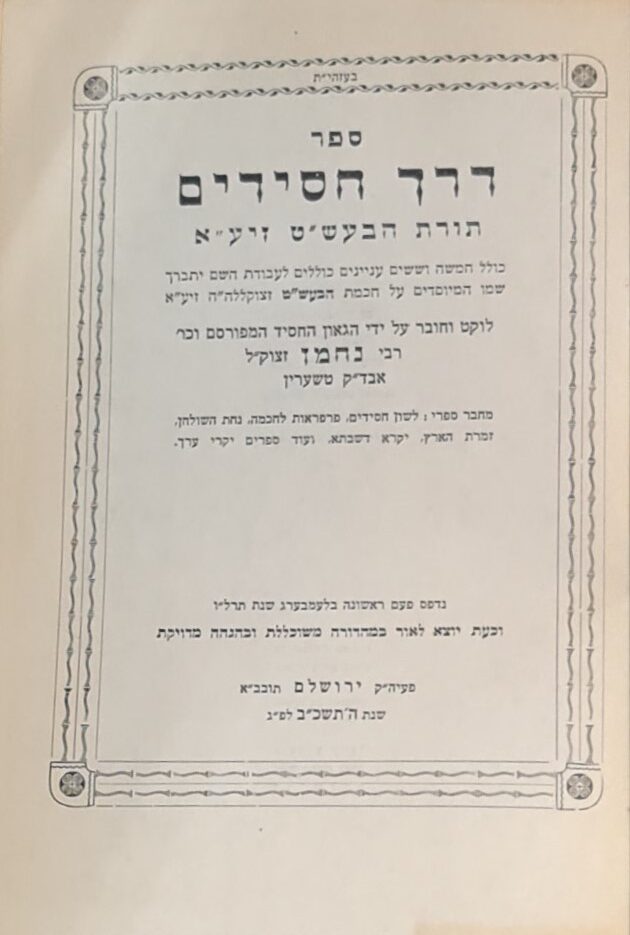 בעזהי״ת
ספר
דרך חסידים
תורת הבעש״ט זיע״א
כולל חמשה וששים עניינים כוללים לעבודת השם יתברך
שמו המיוסדים על חכמת הבעש״ט זצוקללה״ה זיע״א
לוקט וחובר על ידי הגאון החסיד המפורסם וכו׳
רבי נחמן זצוק״ל
אבד״ק טשערין
מחבר ספרי : לשון חסידים, פרפראות לחכמה, נחת השולחן,
זמרת הארץ, יקרא דשבתא, ועוד ספרים יקרי ערך.
נדפס פעם ראשונה בלעמבערג שנת תרל״ו
וכעת יוצא לאור במהדורה משוכללת ובהגהה מדויקת
פעיה״ק ירושלם תובב״א
שנת ה׳תשכ״ב לפ״ג